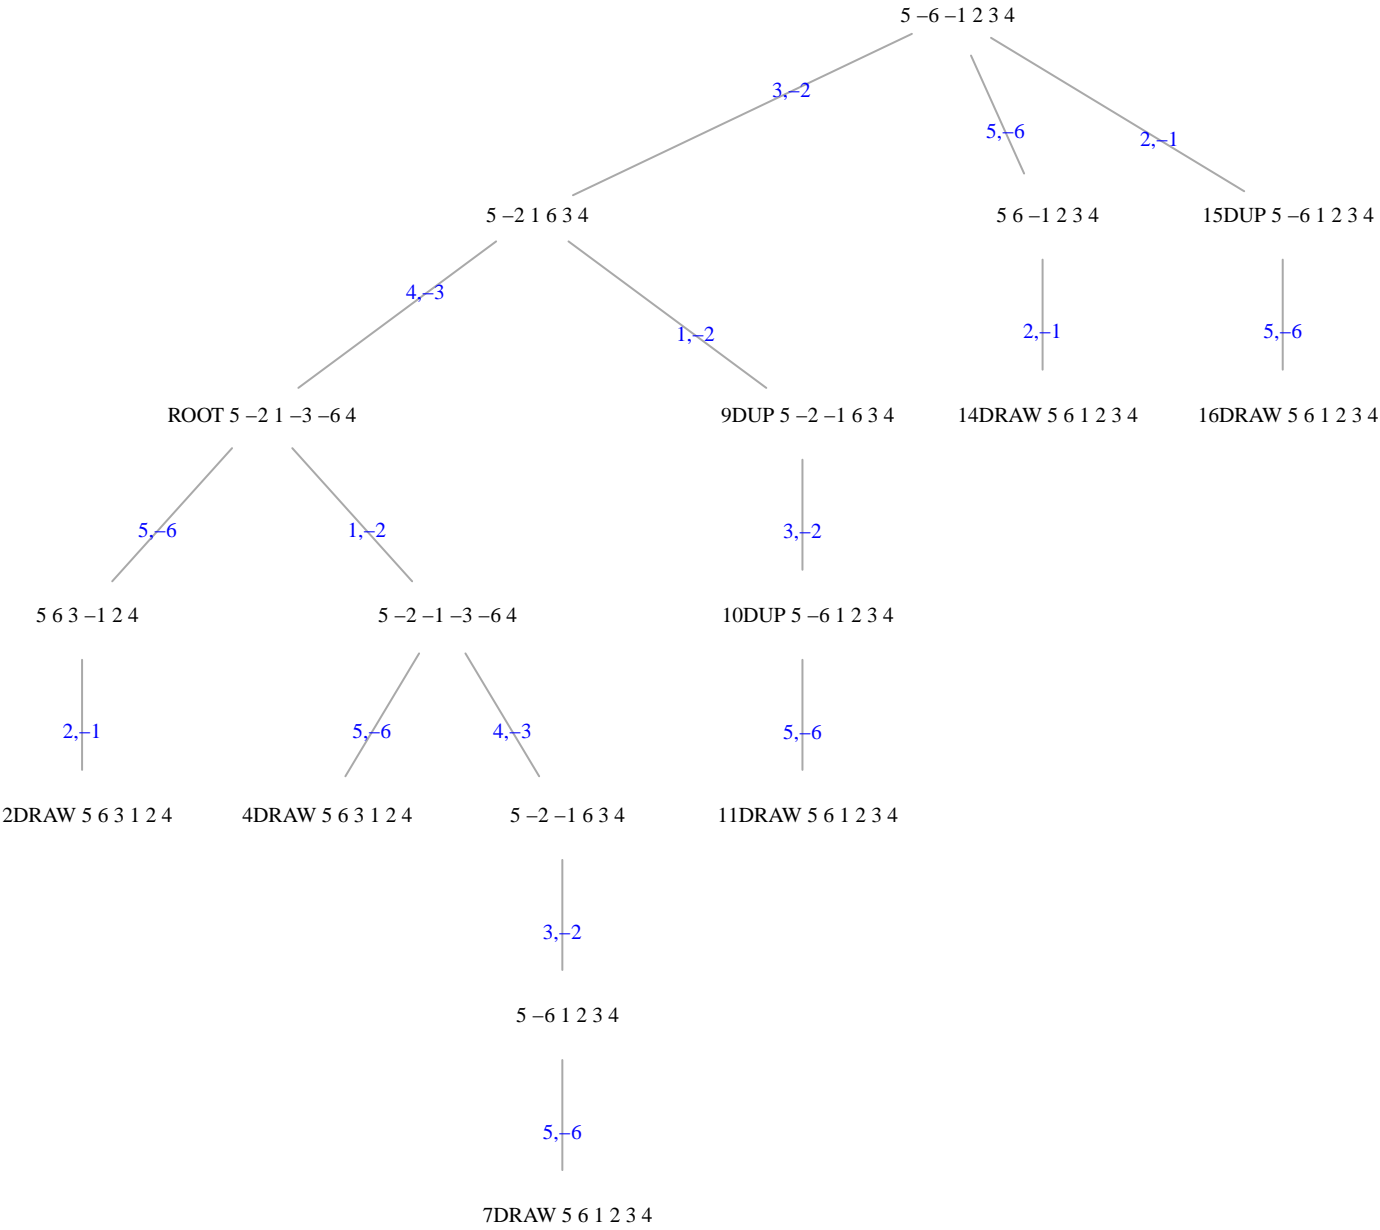 5 –6 –1 2 3 4
3,–2
5,–6
2,–1
5 –2 1 6 3 4
5 6 –1 2 3 4
15DUP 5 –6 1 2 3 4
4,–3
1,–2
2,–1
5,–6
ROOT 5 –2 1 –3 –6 4
9DUP 5 –2 –1 6 3 4
14DRAW 5 6 1 2 3 4
16DRAW 5 6 1 2 3 4
5,–6
1,–2
3,–2
5 6 3 –1 2 4
5 –2 –1 –3 –6 4
10DUP 5 –6 1 2 3 4
2,–1
5,–6
4,–3
5,–6
2DRAW 5 6 3 1 2 4
4DRAW 5 6 3 1 2 4
5 –2 –1 6 3 4
11DRAW 5 6 1 2 3 4
3,–2
5 –6 1 2 3 4
5,–6
7DRAW 5 6 1 2 3 4